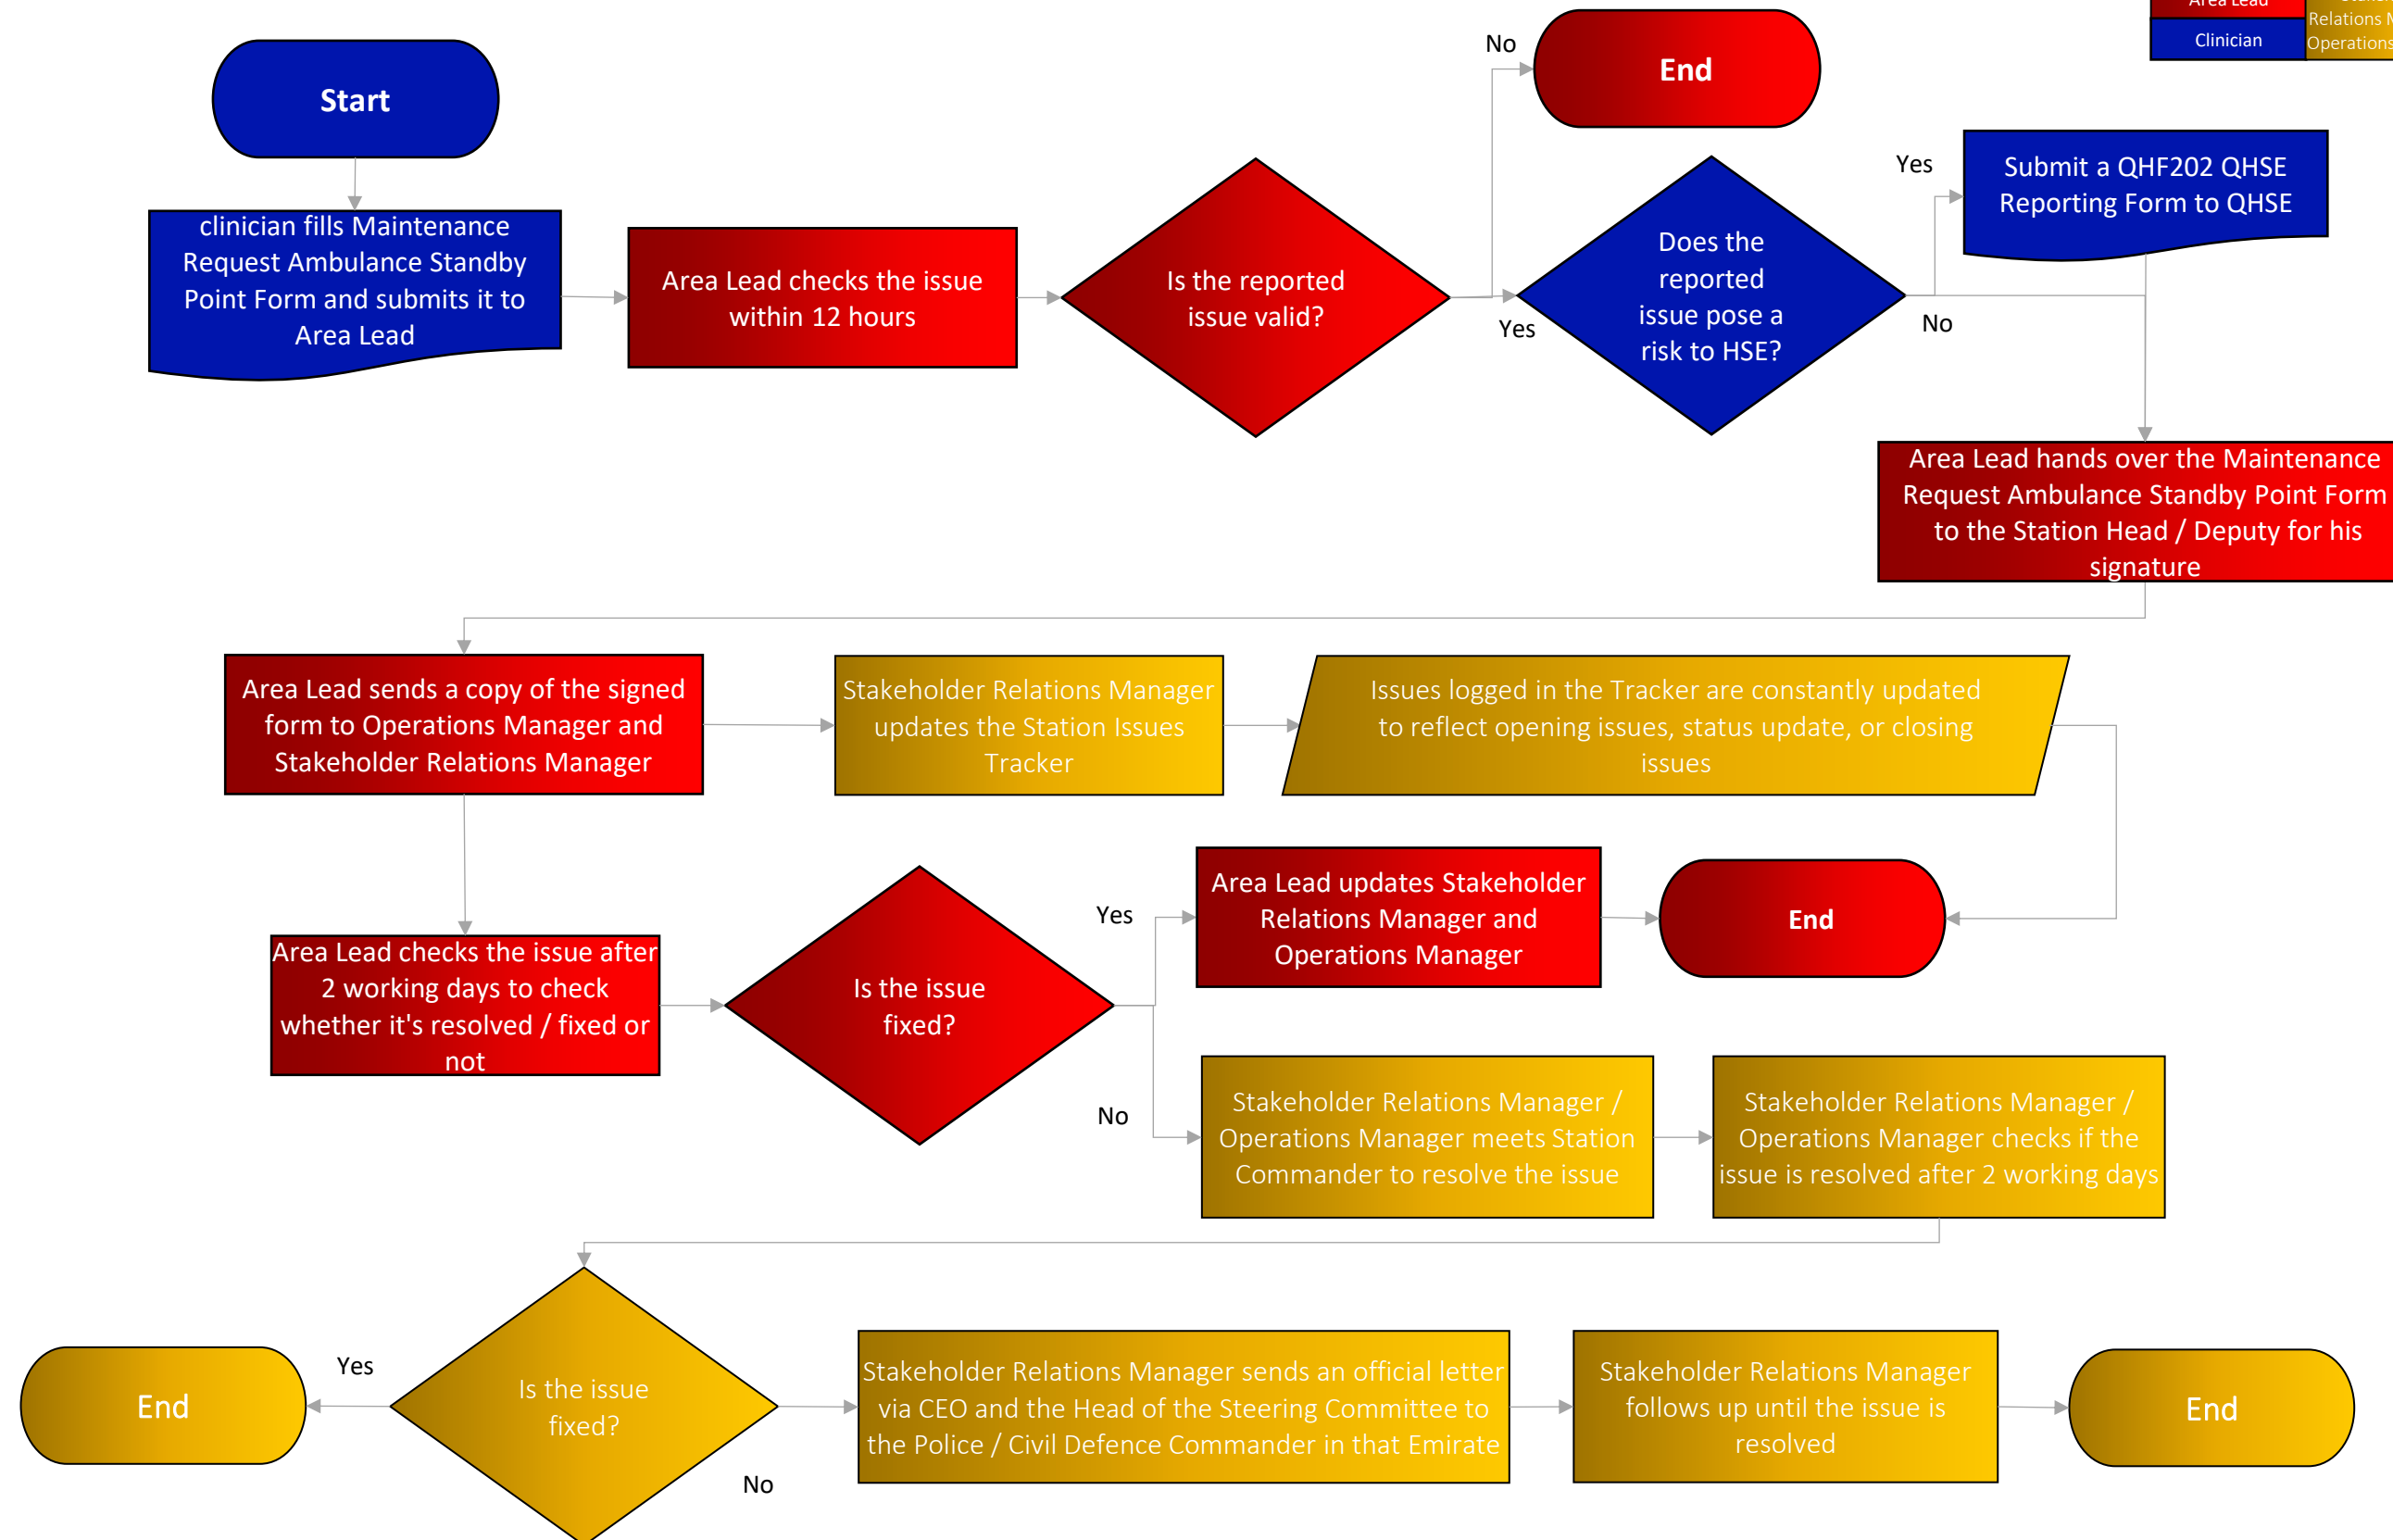 Area Lead
Relations
Clinician
Operations
Start
No
End
clinician fills Maintenance
Request Ambulance Standby
Point Form and submits it to
Area Lead
Area Lead checks the issue
within 12 hours
Is the reported
issue valid?
Yes
Does the
reported
issue pose a
risk to HSE?
Yes
No
Submit a QHF202 QHSE
Reporting Form to QHSE
Area Lead hands over the Maintenance
Request Ambulance Standby Point Form
to the Station Head / Deputy for his
signature
Area Lead sends a copy of the signed
form to Operations Manager and
Stakeholder Relations Manager
Stakeholder Relations Manager
updates the Station Issues
Tracker
Issues logged in the Tracker are constantly updated
to reflect opening issues, status update, or closing
issues
Area Lead checks the issue after
2 working days to check
whether it's resolved / fixed or
not
Is the issue
fixed?
Yes
Area Lead updates Stakeholder
Relations Manager and
Operations Manager
End
No
Stakeholder Relations Manager /
Operations Manager meets Station
Commander to resolve the issue
Stakeholder Relations Manager /
Operations Manager checks if the
issue is resolved after 2 working days
End
Yes
Is the issue
fixed?
No
Stakeholder Relations Manager sends an official letter
via CEO and the Head of the Steering Committee to
the Police / Civil Defence Commander in that Emirate
Stakeholder Relations Manager
follows up until the issue is
resolved
End